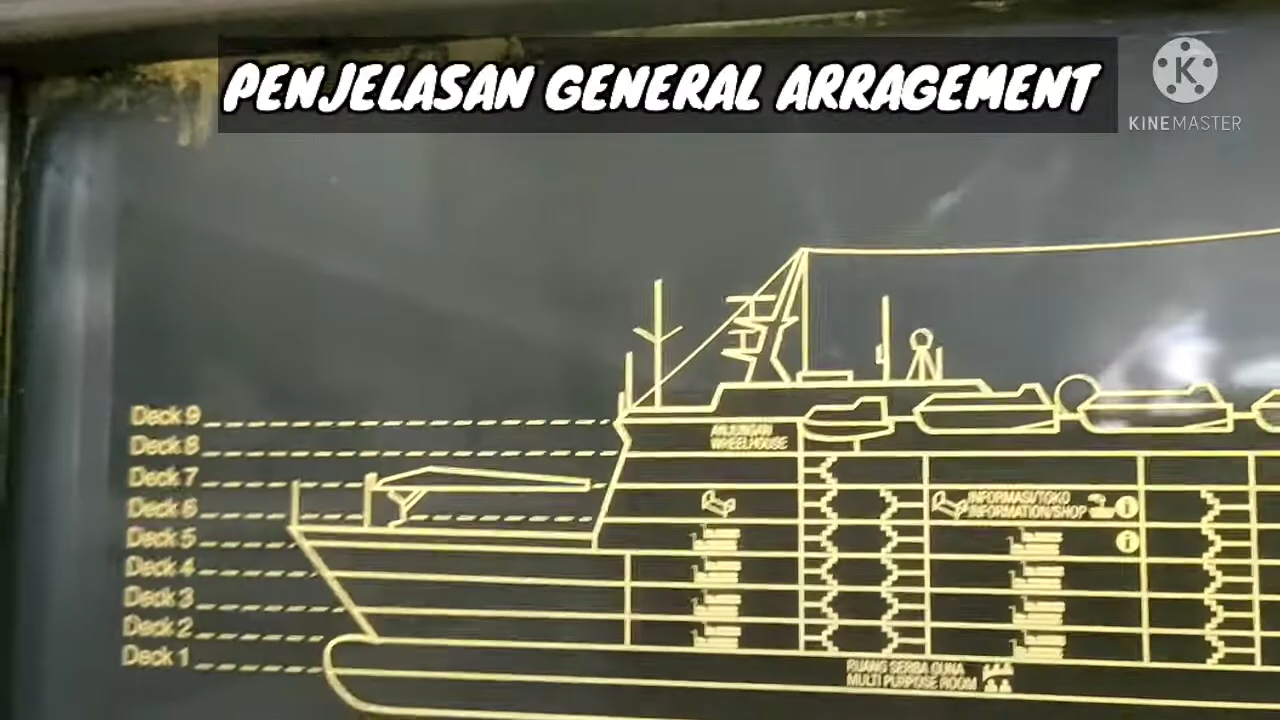 PENJELASAN GENERAL ARRAGEMENT
K
KINEMASTER
Deck 9
Deck 8
Deck 7
Deck 6
Deck 5
Deck 4
Deck 3
Deck 2
Deck 1
ANJUNGAN
WHEELHOUSE
INFORMASI/TOKO
INFORMATION/SHOP
i
i
RUANG SERBA GUNA
MULTI PURPOSE ROOM